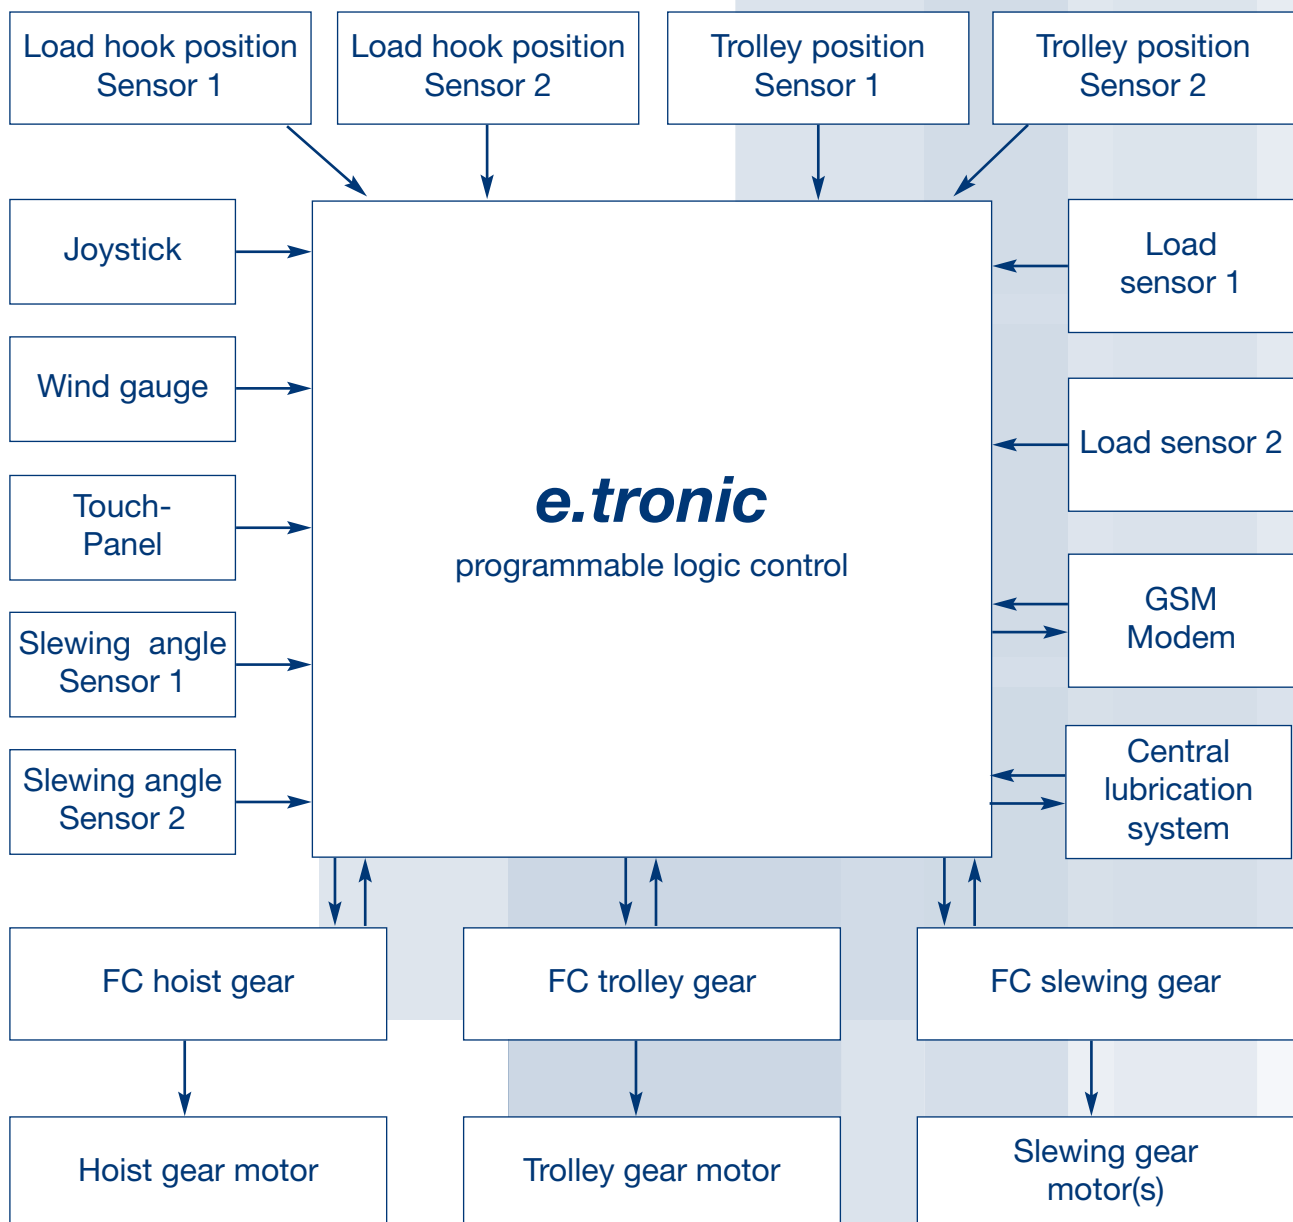 Load hook position
Sensor 1
Load hook position
Sensor 2
Trolley position
Sensor 1
Trolley position
Sensor 2
Joystick
Load
sensor 1
Wind gauge
Load sensor 2
Touch-
Panel
e.tronic
programmable logic control
GSM
Modem
Slewing angle
Sensor 1
Slewing angle
Sensor 2
Central
lubrication
system
FC hoist gear
FC trolley gear
FC slewing gear
Hoist gear motor
Trolley gear motor
Slewing gear
motor(s)